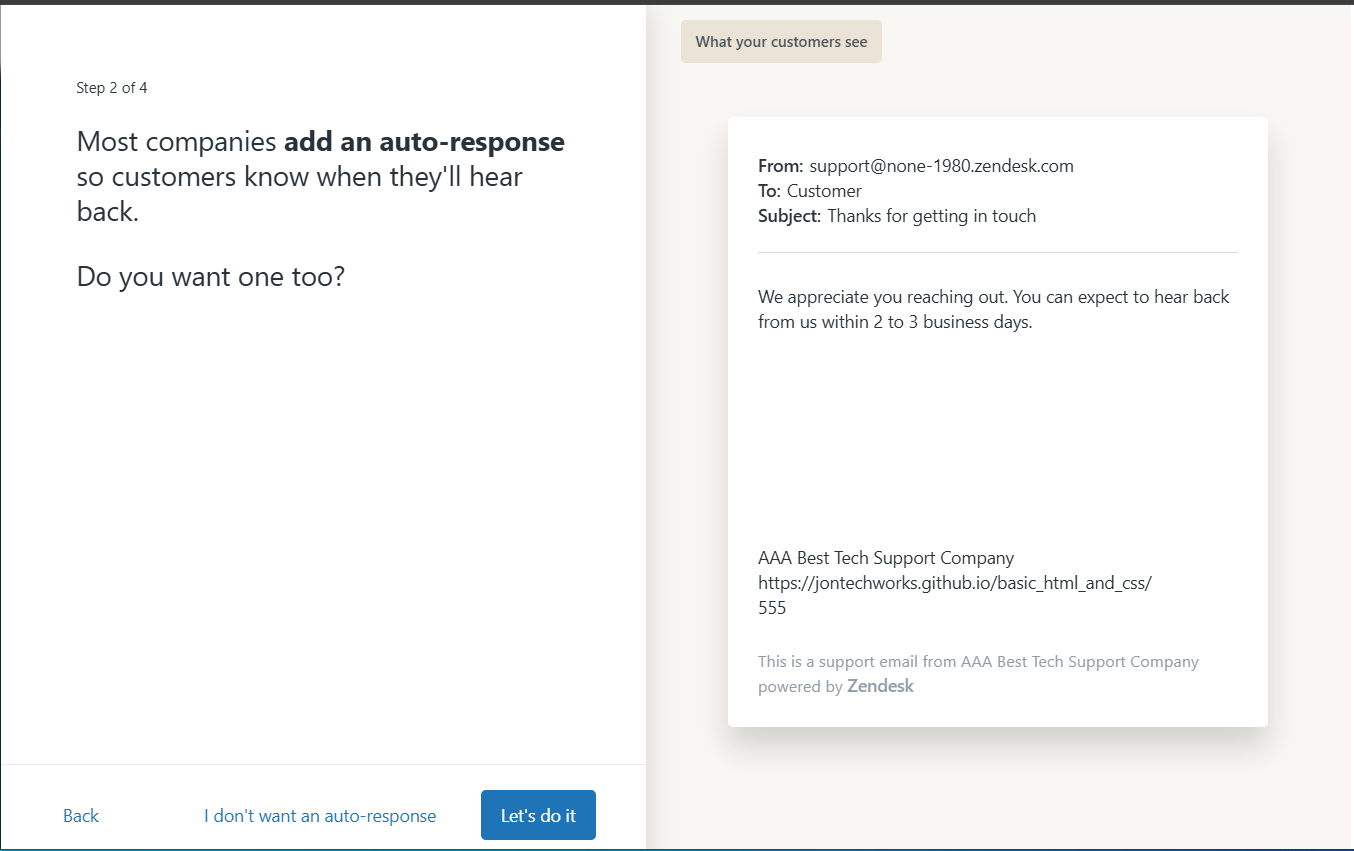 Step 2 of 4
Most companies add an auto-response
so customers know when they'll hear
back.
Do you want one too?
Back
I don't want an auto-response
Let's do it
What your customers see
From: support@none-1980.zendesk.com
To: Customer
Subject: Thanks for getting in touch
We appreciate you reaching out. You can expect to hear back
from us within 2 to 3 business days.
AAA Best Tech Support Company
https://jontechworks.github.io/basic_html_and_css/
555
This is a support email from AAA Best Tech Support Company
powered by Zendesk